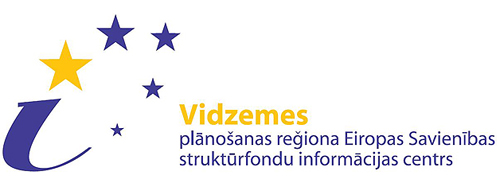 Vidzemes
plānošanas reģiona Eiropas Savienības
struktūrfondu informācijas centrs